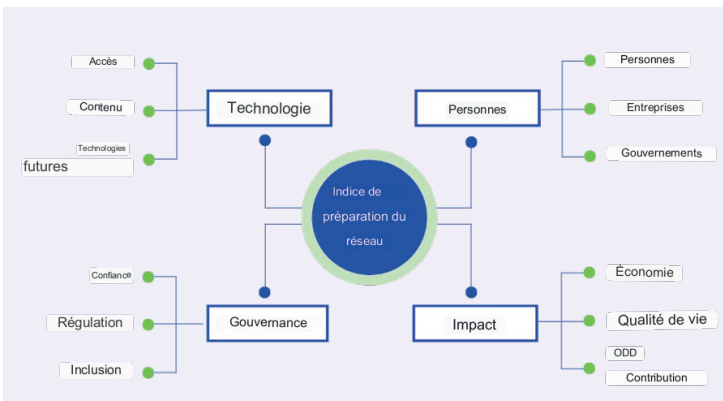 Accès
Contenu
Technologies
futures
Technologie
Personnes
Personnes
Entreprises
Gouvernements
Indice de
préparation du
réseau
Confiance
Régulation
Inclusion
Gouvernance
Impact
Économie
Qualité de vie
ODD
Contribution